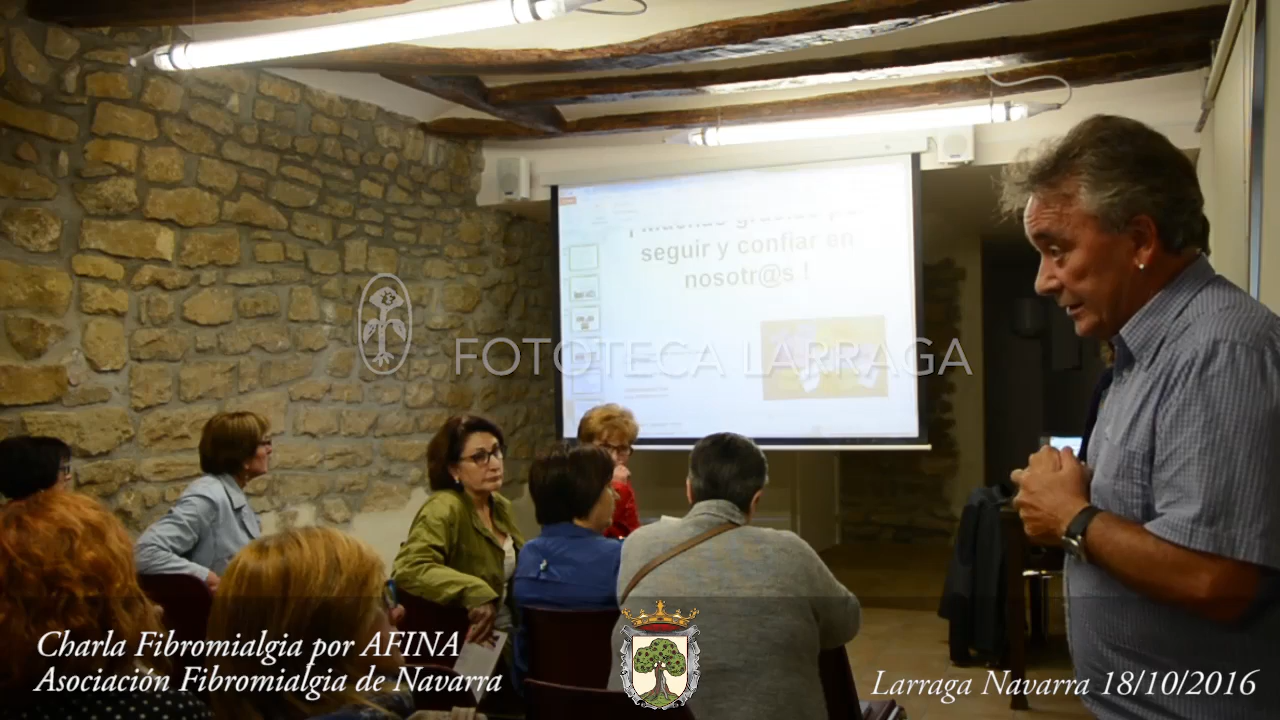 seguir y confiar en
nosotr@s !
FOTOTECA LARRAGA
Charla Fibromialgia por AFINA
Asociación Fibromialgia de Navarra
Larraga Navarra 18/10/2016